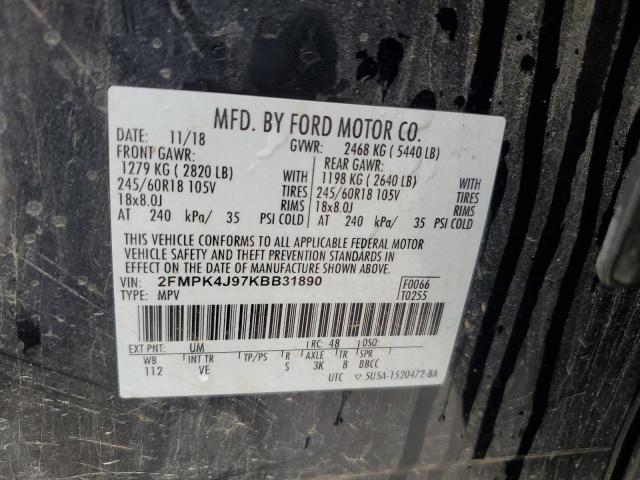 MFD. BY FORD MOTOR CO.
DATE: 11/18 GVWR: 2468 KG ( 5440 LB)
FRONT GAWR: REAR GAWR:
1279 KG ( 2820 LB) WITH 1198 KG ( 2640 LB) WITH
245/60R18 105V TIRES 245/60R18 105V TIRES
18x8.0J RIMS 18x8.0J RIMS
AT 240 kPa/ 35 PSI COLD AT 240 kPa/ 35 PSI COLD
THIS VEHICLE CONFORMS TO ALL APPLICABLE FEDERAL MOTOR
VEHICLE SAFETY AND THEFT PREVENTION STANDARDS IN
EFFECT ON THE DATE OF MANUFACTURE SHOWN ABOVE.
VIN: 2FMPK4J97KBB31890 F0066
TYPE: MPV T0255
EXT PNT: UM RC: 48 DSO:
WB INT TR TP/PS R AXLE TR SPR
112 VE S 3K 8 BBCC
UTC ▽ 5U5A-1520472-BA